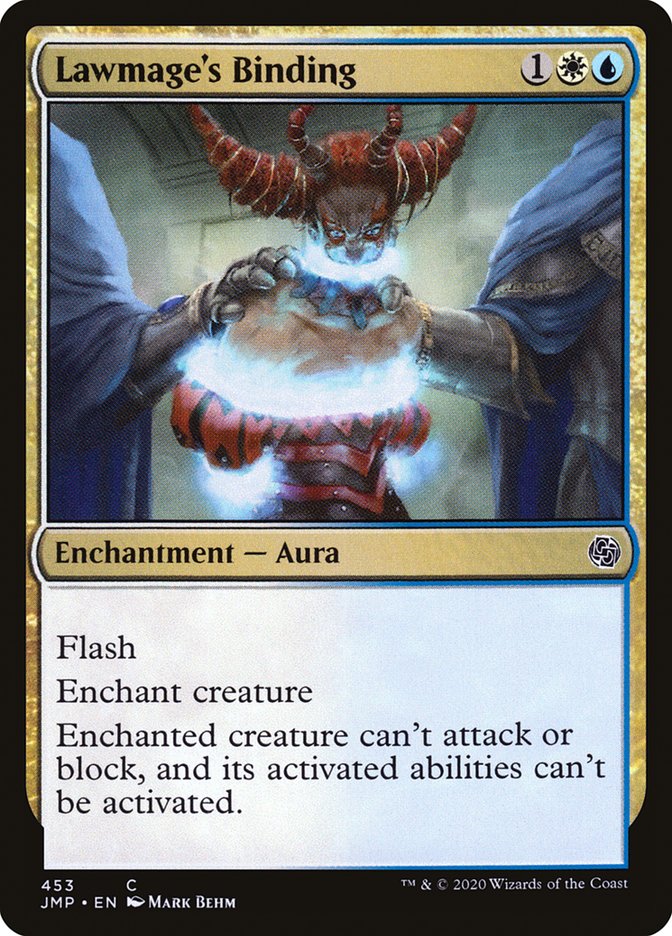 Lawmage's Binding 1
Enchantment — Aura
Flash
Enchant creature
Enchanted creature can't attack or
block, and its activated abilities can't
be activated.
453 C
JMP • EN Mark Behm
™ & © 2020 Wizards of the Coast